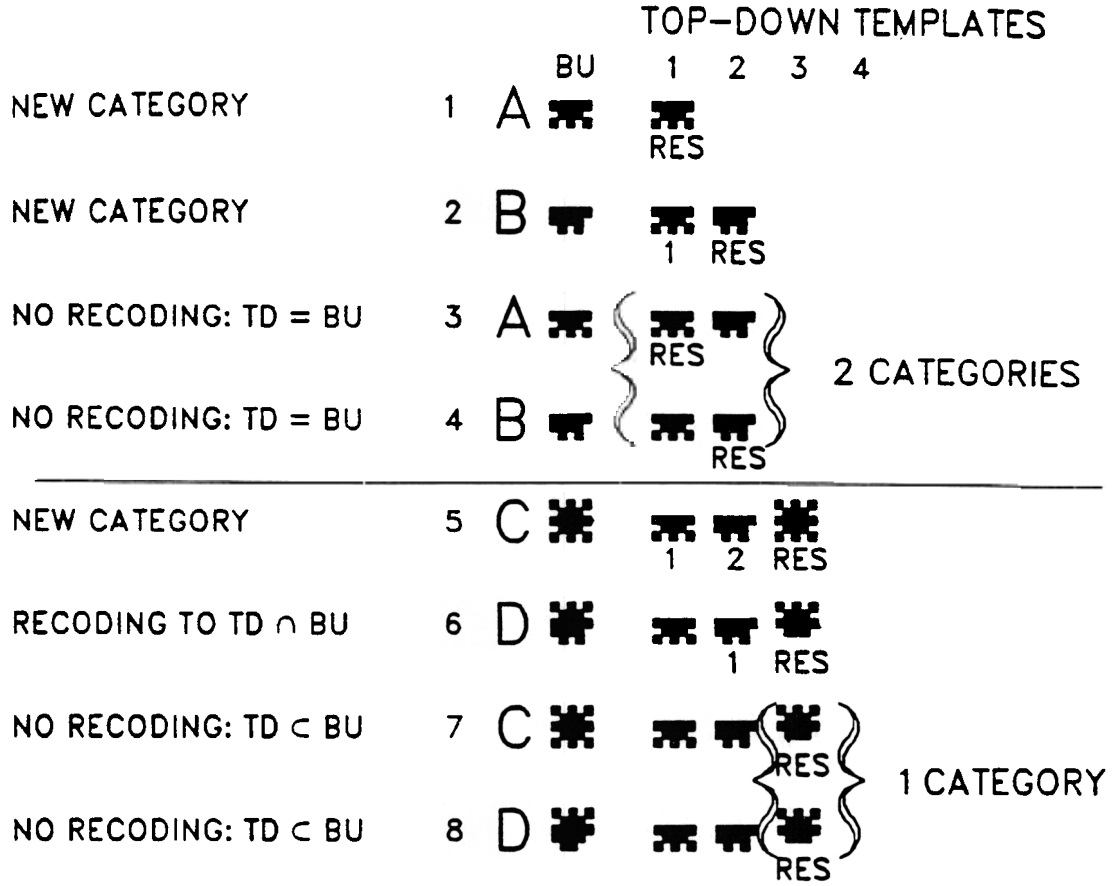 TOP-DOWN TEMPLATES
BU 1 2 3 4
NEW CATEGORY 1 A
RES
NEW CATEGORY 2 B
1 RES
NO RECODING: TD = BU 3 A
RES
2 CATEGORIES
NO RECODING: TD = BU 4 B
RES
NEW CATEGORY 5 C
1 2 RES
RECODING TO TD ∩ BU 6 D
1 RES
NO RECODING: TD ⊂ BU 7 C
RES
1 CATEGORY
NO RECODING: TD ⊂ BU 8 D
RES